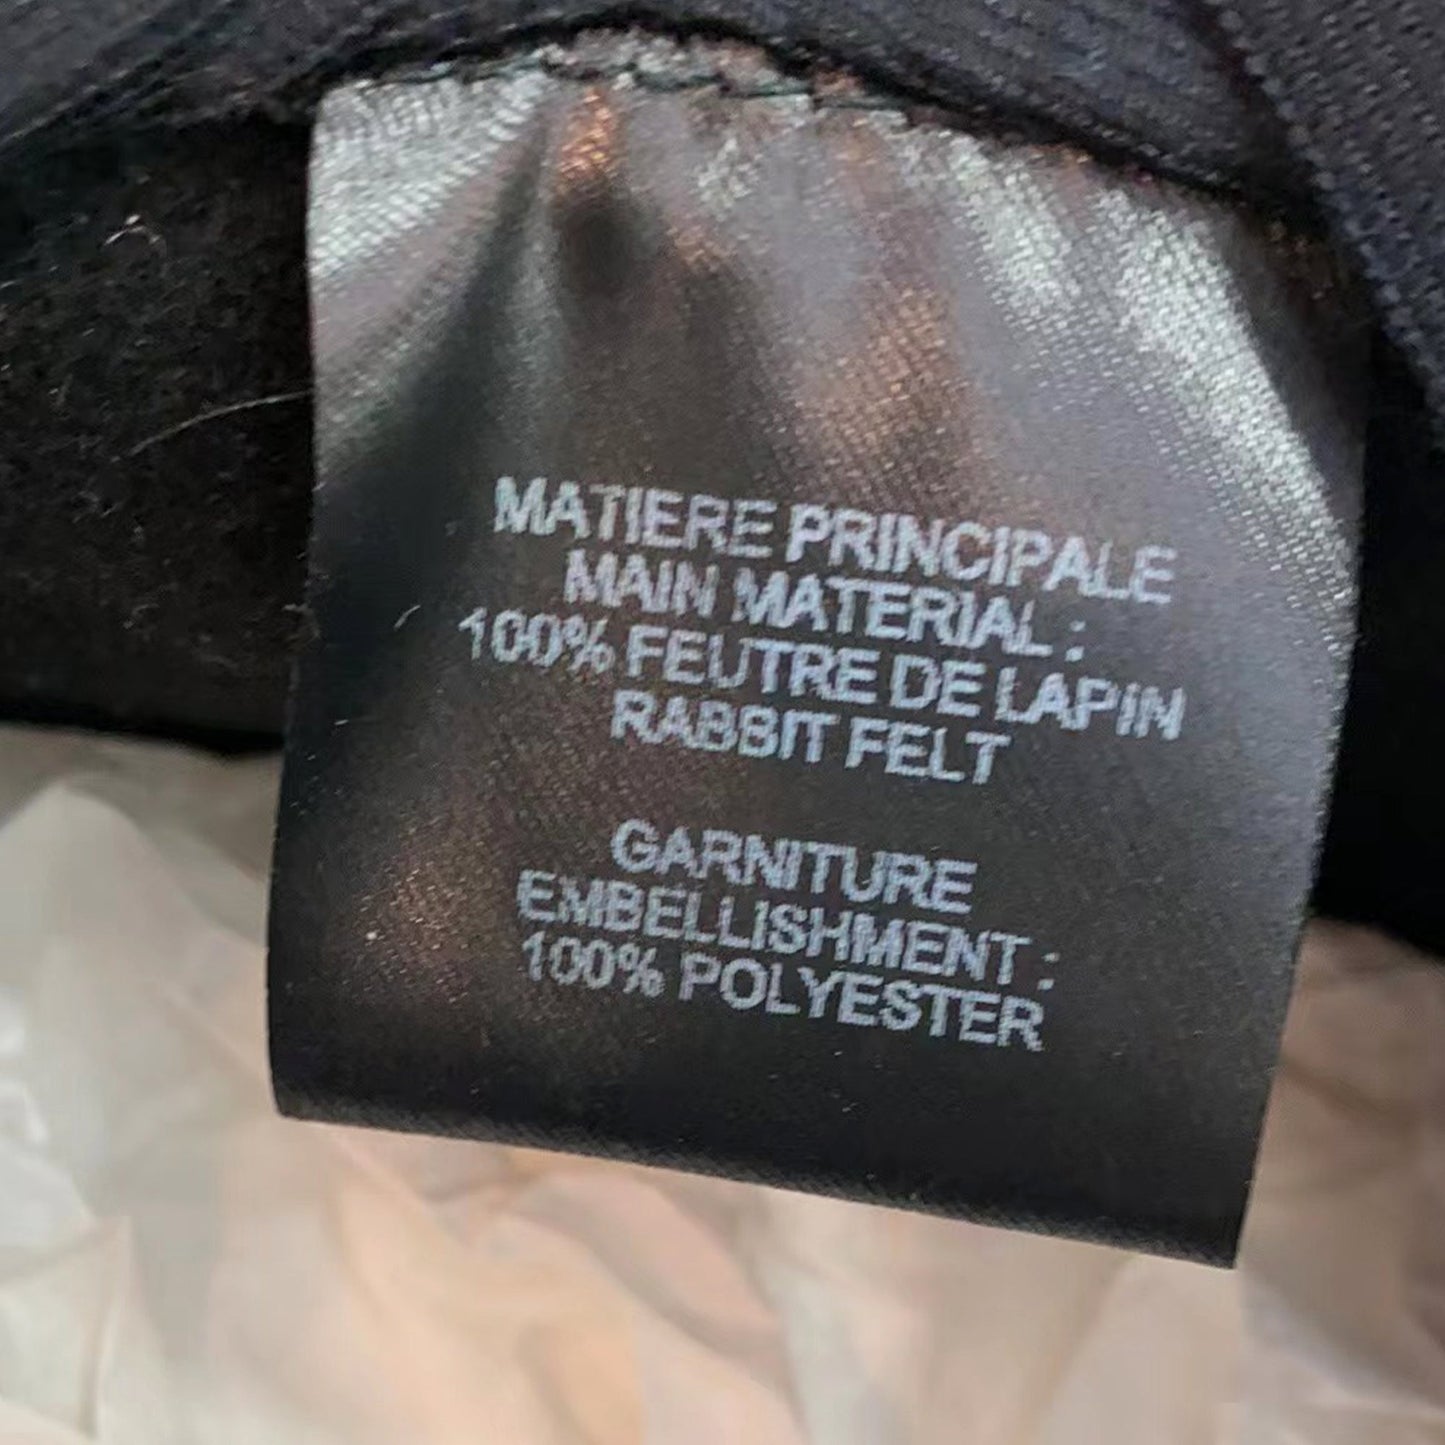 MATIERE PRINCIPALE
MAIN MATERIAL :
100% FEUTRE DE LAPIN
RABBIT FELT
GARNITURE
EMBELLISHMENT :
100% POLYESTER